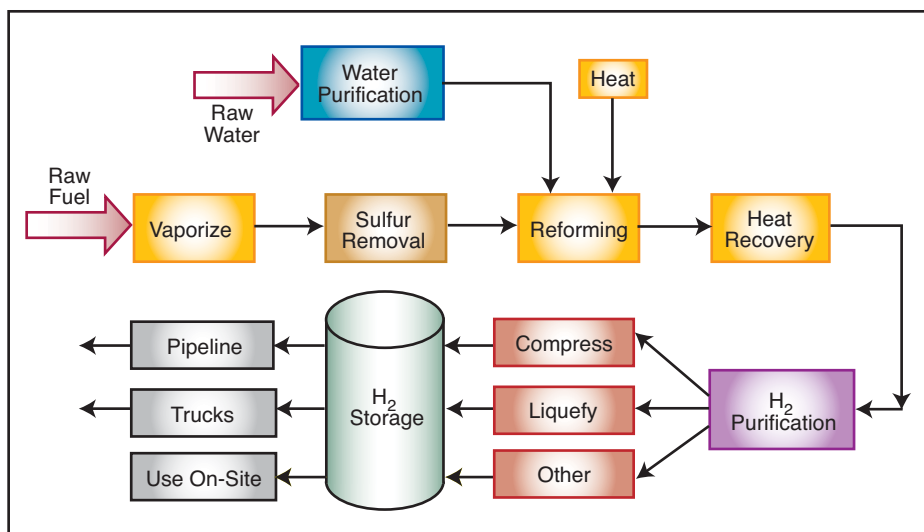 Water
Purification
Heat
Raw
Water
Raw
Fuel
Vaporize
Sulfur
Removal
Reforming
Heat
Recovery
Pipeline
Trucks
Use On-Site
H2
Storage
Compress
Liquefy
Other
H2
Purification